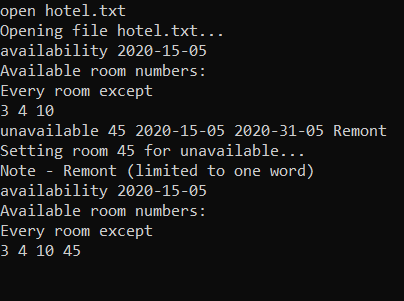 open hotel.txt
Opening file hotel.txt...
availability 2020-15-05
Available room numbers:
Every room except
3 4 10
unavailable 45 2020-15-05 2020-31-05 Remont
Setting room 45 for unavailable...
Note - Remont (limited to one word)
availability 2020-15-05
Available room numbers:
Every room except
3 4 10 45